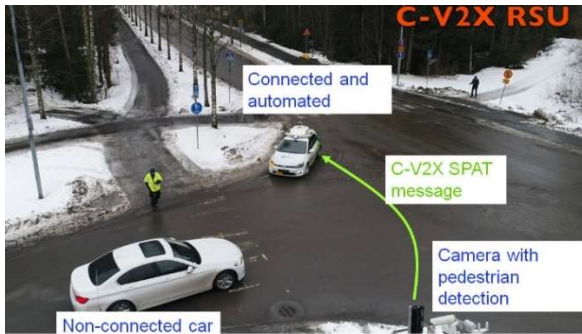 C-V2X RSU
Connected and
automated
C-V2X SPAT
message
Camera with
pedestrian
detection
Non-connected car